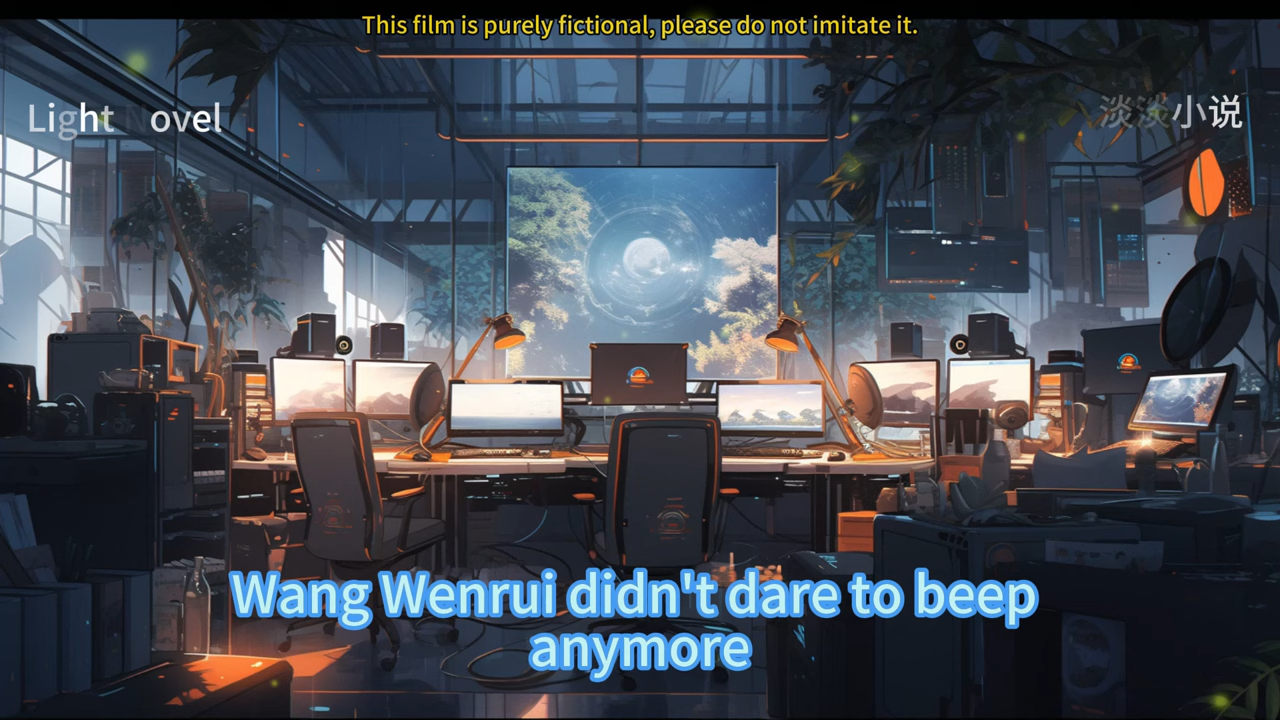 This film is purely fictional, please do not imitate it.
Light ovel
淡淡小说
Wang Wenrui didn't dare to beep
anymore